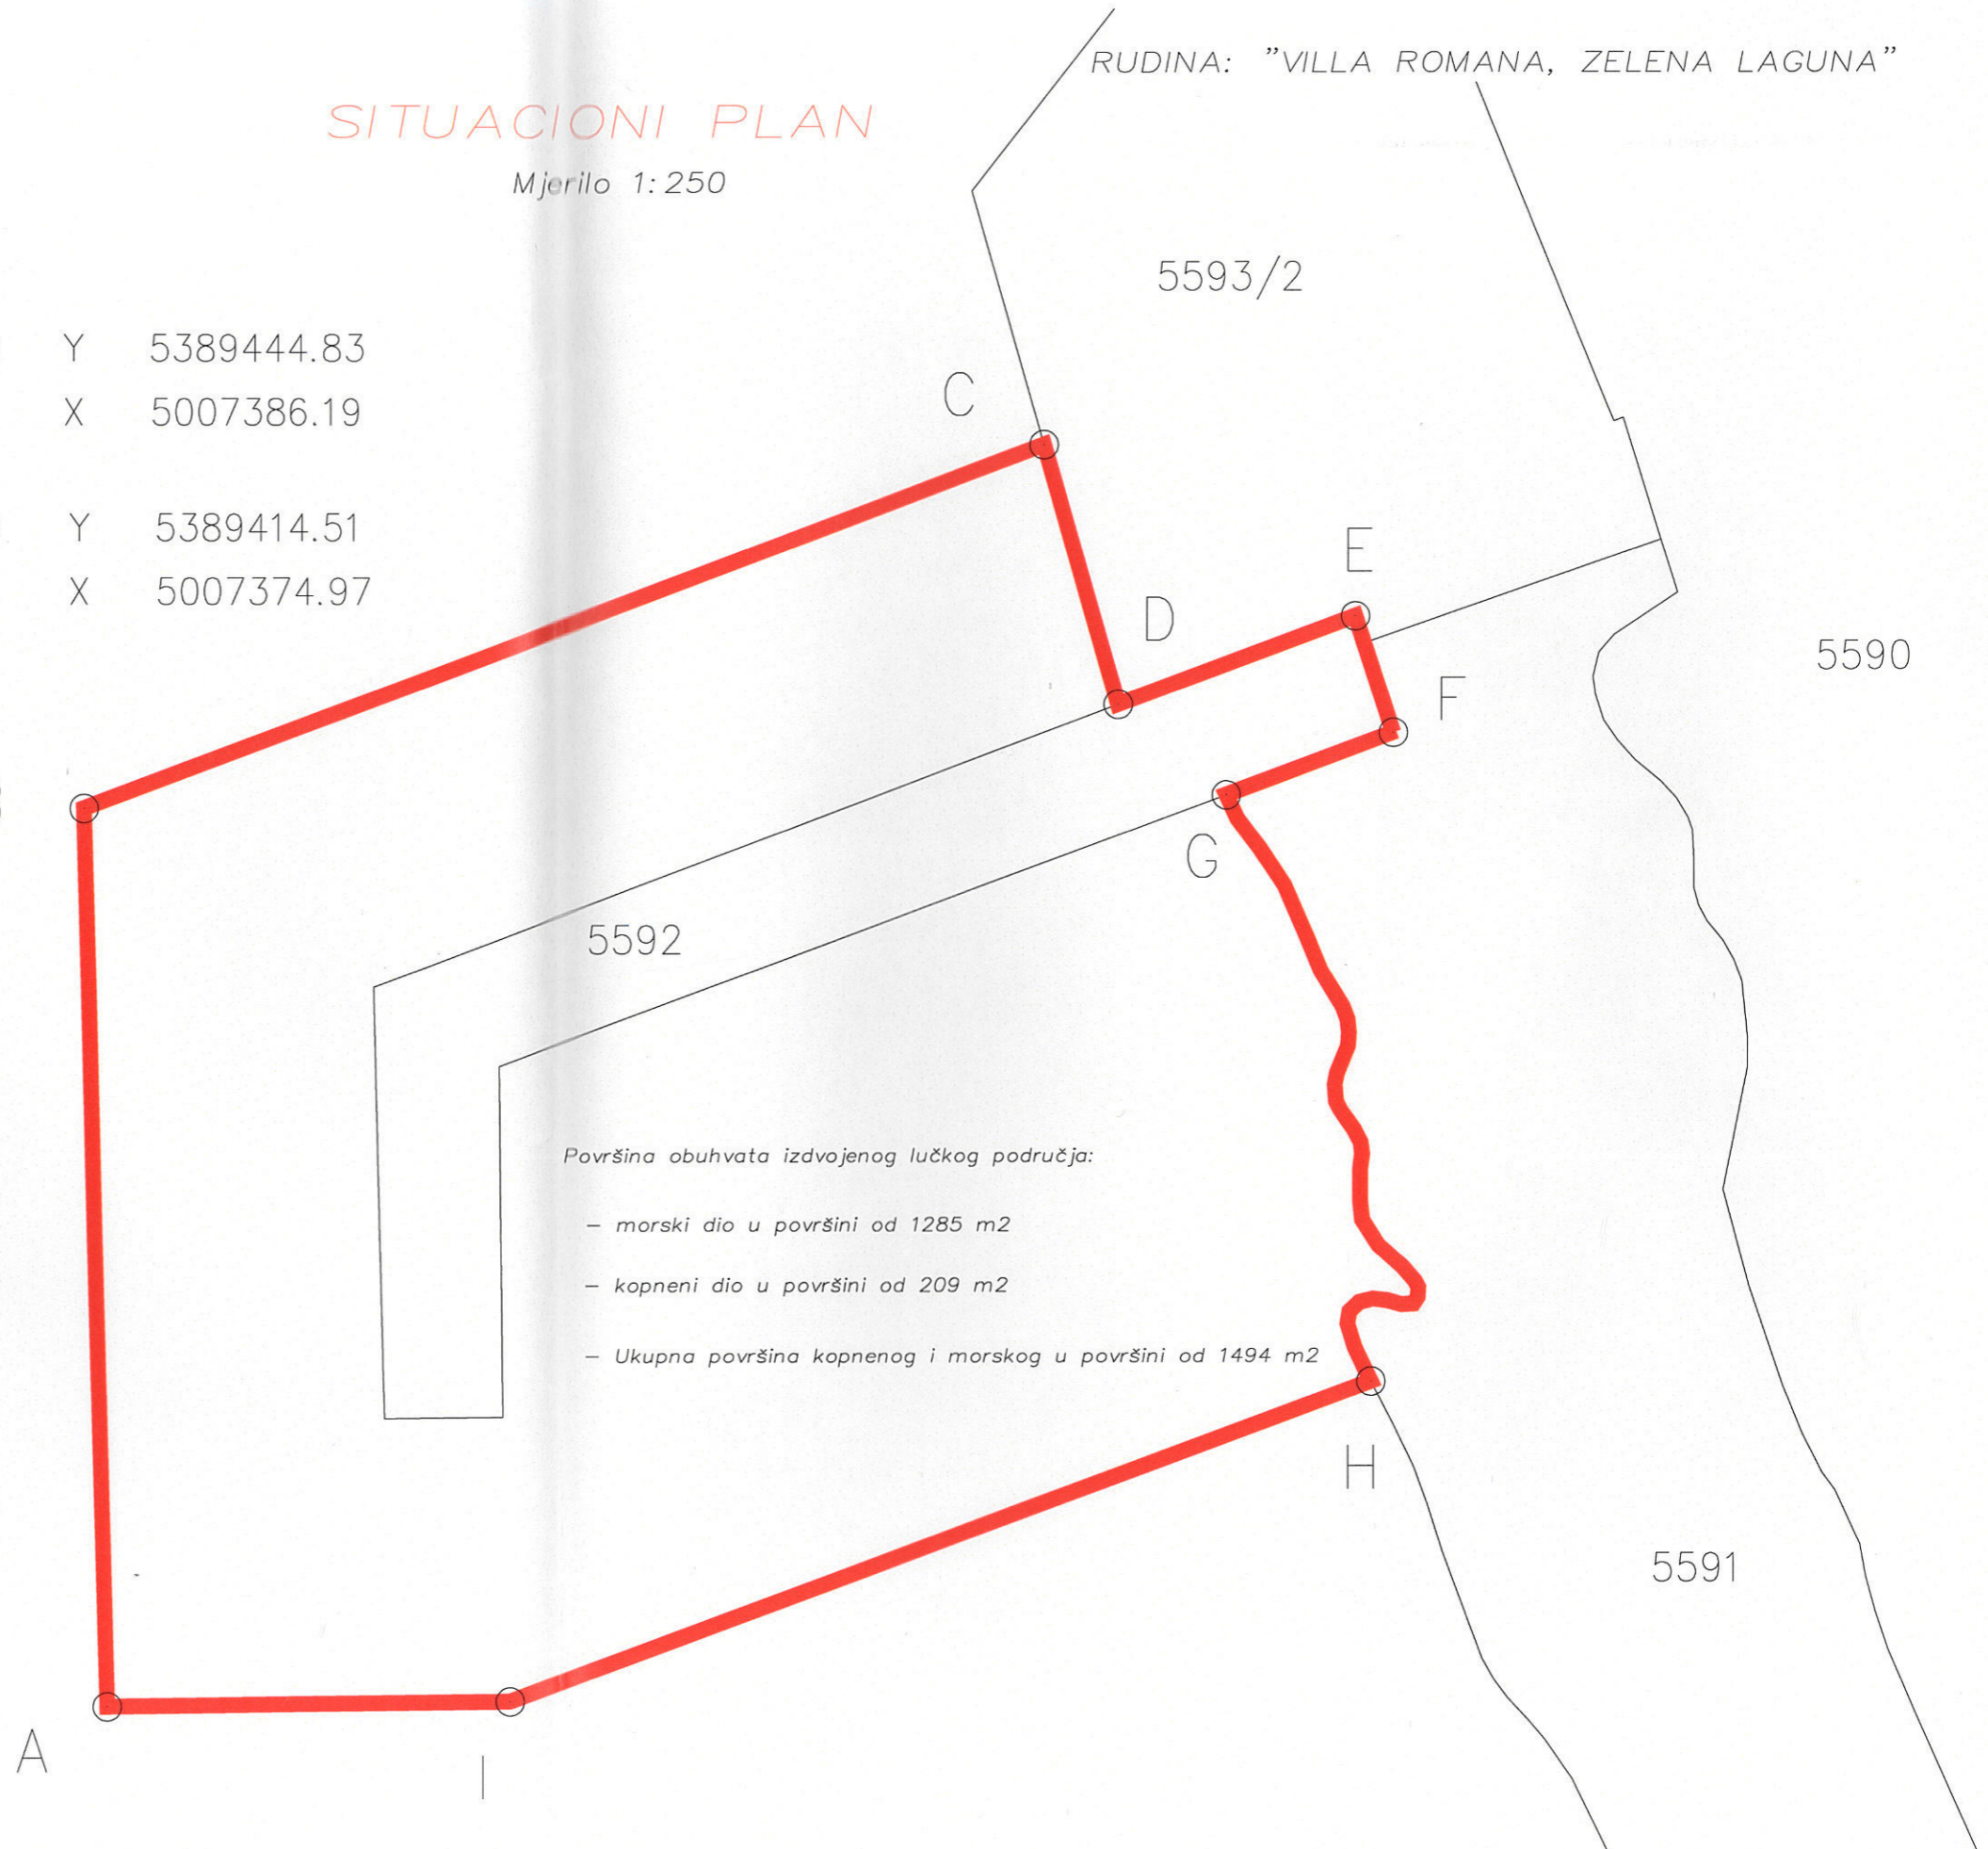 RUDINA: "VILLA ROMANA, ZELENA LAGUNA"
SITUACIONI PLAN
Mjerilo 1:250
5593/2
Y 5389444.83
X 5007386.19
C
Y 5389414.51
X 5007374.97
E
D
5590
F
G
5592
Površina obuhvata izdvojenog lučkog područja:
– morski dio u površini od 1285 m2
– kopneni dio u površini od 209 m2
– Ukupna površina kopnenog i morskog u površini od 1494 m2
H
5591
A
I